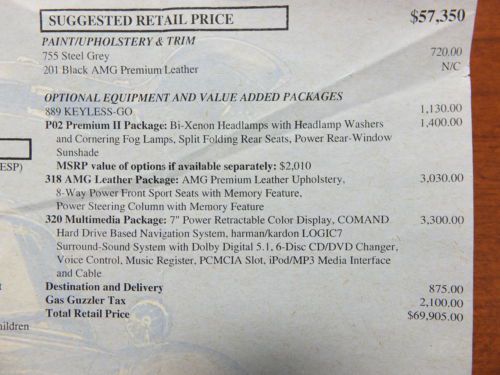 SUGGESTED RETAIL PRICE $57,350
PAINT/UPHOLSTERY & TRIM
755 Steel Grey 720.00
201 Black AMG Premium Leather N/C
OPTIONAL EQUIPMENT AND VALUE ADDED PACKAGES
889 KEYLESS-GO 1,130.00
P02 Premium II Package: Bi-Xenon Headlamps with Headlamp Washers 1,400.00
and Cornering Fog Lamps, Split Folding Rear Seats, Power Rear-Window
Sunshade
ESP)
MSRP value of options if available separately: $2,010
318 AMG Leather Package: AMG Premium Leather Upholstery, 3,030.00
8-Way Power Front Sport Seats with Memory Feature,
Power Steering Column with Memory Feature
320 Multimedia Package: 7" Power Retractable Color Display, COMAND 3,300.00
Hard Drive Based Navigation System, harman/kardon LOGIC7
Surround-Sound System with Dolby Digital 5.1, 6-Disc CD/DVD Changer,
Voice Control, Music Register, PCMCIA Slot, iPod/MP3 Media Interface
and Cable
Destination and Delivery 875.00
Gas Guzzler Tax 2,100.00
Total Retail Price $69,905.00
hildren